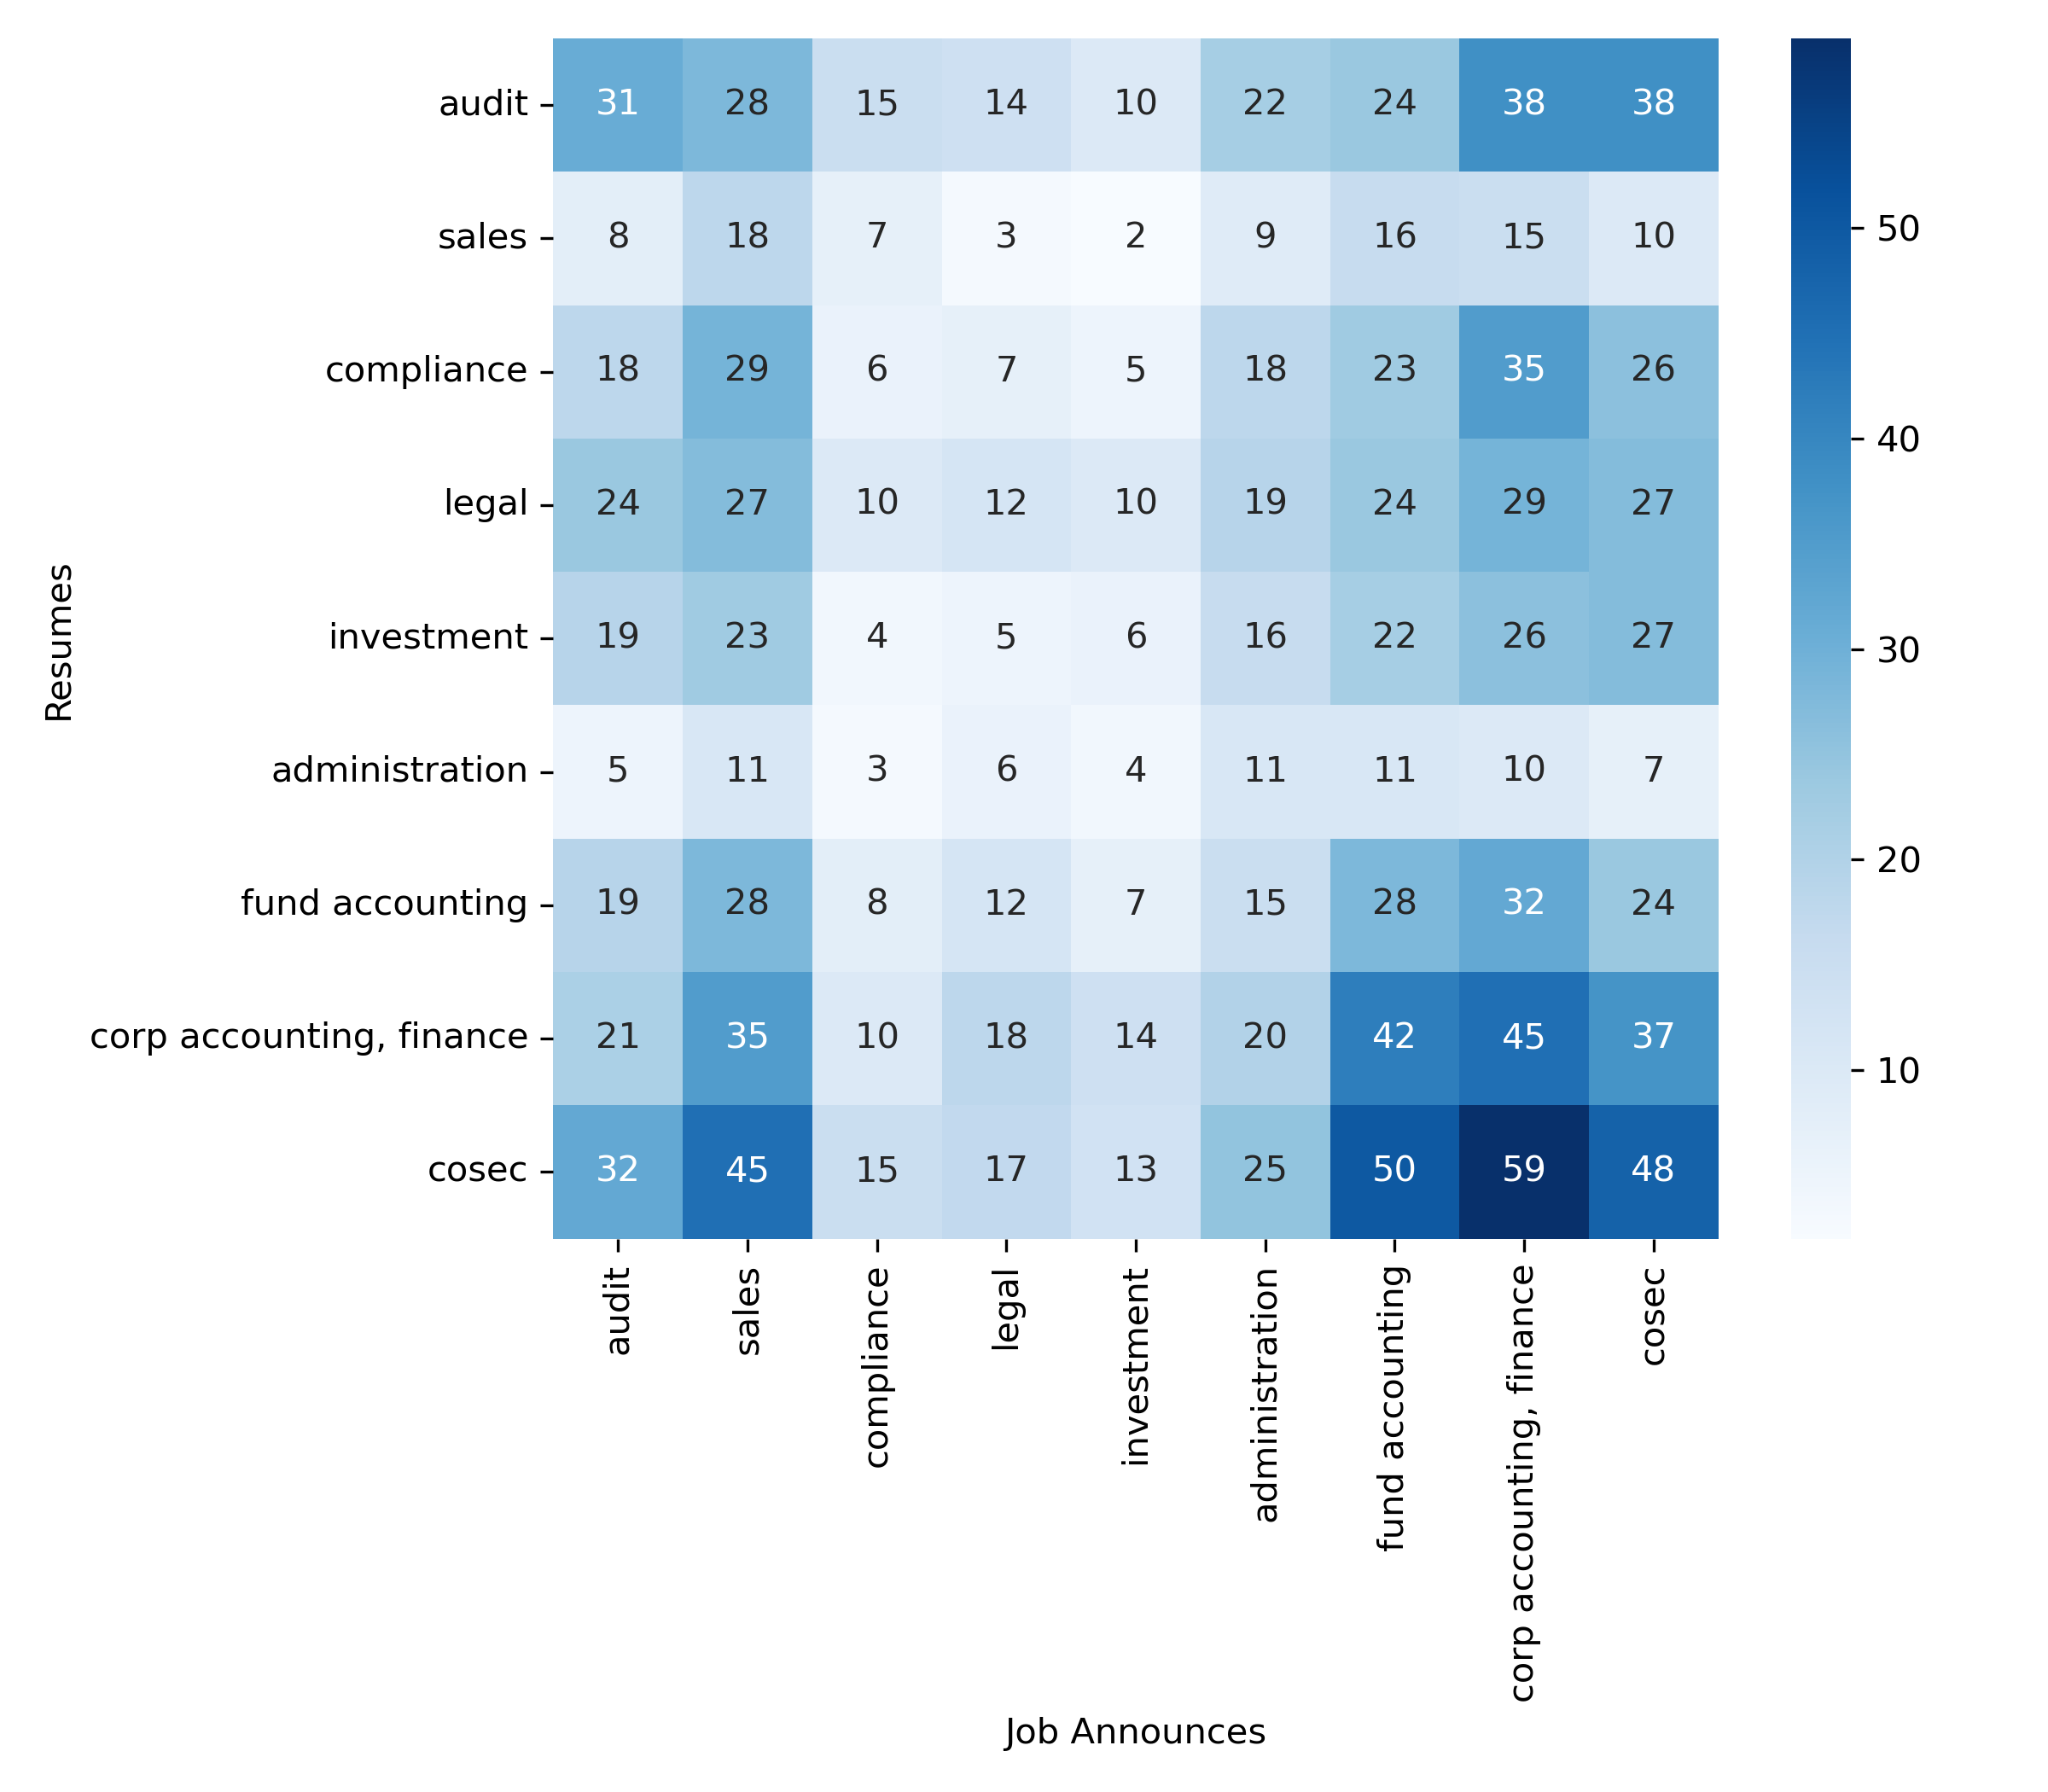 audit 31 28 15 14 10 22 24 38 38
sales 8 18 7 3 2 9 16 15 10
compliance 18 29 6 7 5 18 23 35 26
legal 24 27 10 12 10 19 24 29 27
investment 19 23 4 5 6 16 22 26 27
administration 5 11 3 6 4 11 11 10 7
fund accounting 19 28 8 12 7 15 28 32 24
corp accounting, finance 21 35 10 18 14 20 42 45 37
cosec 32 45 15 17 13 25 50 59 48
Resumes
audit
sales
compliance
legal
investment
administration
fund accounting
corp accounting, finance
cosec
Job Announces
50
40
30
20
10